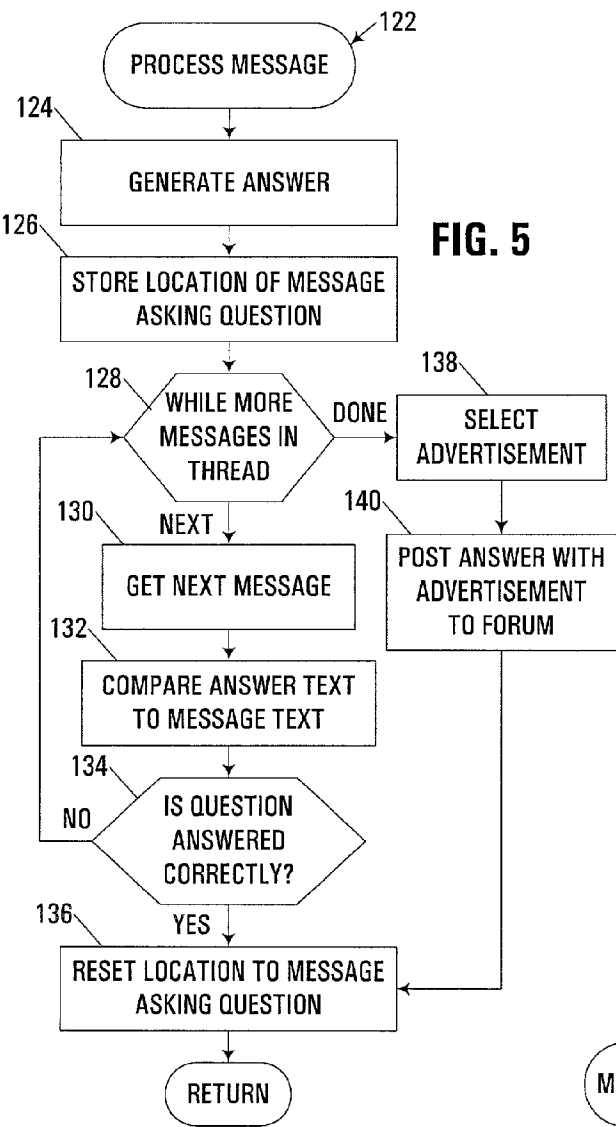 122
PROCESS MESSAGE
124
GENERATE ANSWER
FIG. 5
126
STORE LOCATION OF MESSAGE
ASKING QUESTION
128
WHILE MORE
MESSAGES IN
THREAD
DONE
138
SELECT
ADVERTISEMENT
NEXT
130
GET NEXT MESSAGE
140
POST ANSWER WITH
ADVERTISEMENT
TO FORUM
132
COMPARE ANSWER TEXT
TO MESSAGE TEXT
134
IS QUESTION
ANSWERED
CORRECTLY?
NO
YES
136
RESET LOCATION TO MESSAGE
ASKING QUESTION
RETURN
M